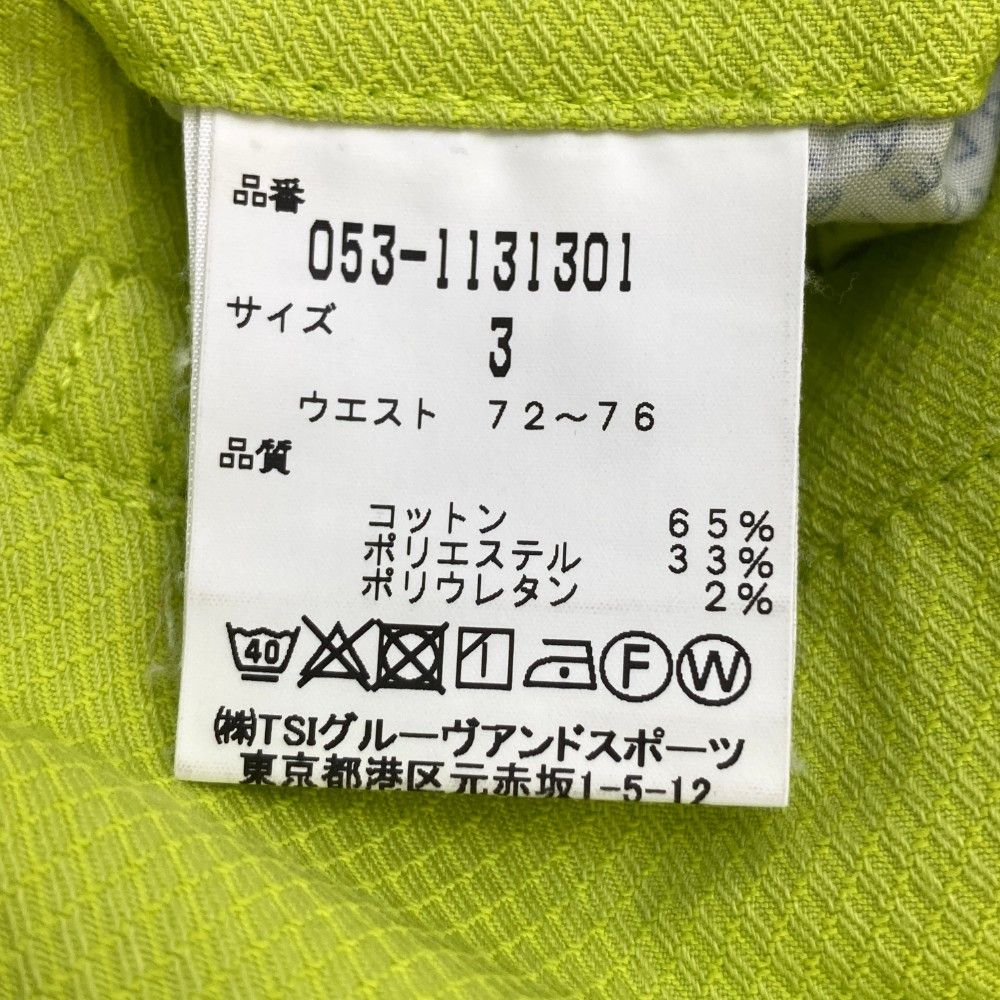 品番
053-1131301
サイズ
3
ウエスト 72～76
品質
コットン 65%
ポリエステル 33%
ポリウレタン 2%
40 F W
㈱TSIグルーヴアンドスポーツ
東京都港区元赤坂1-5-12